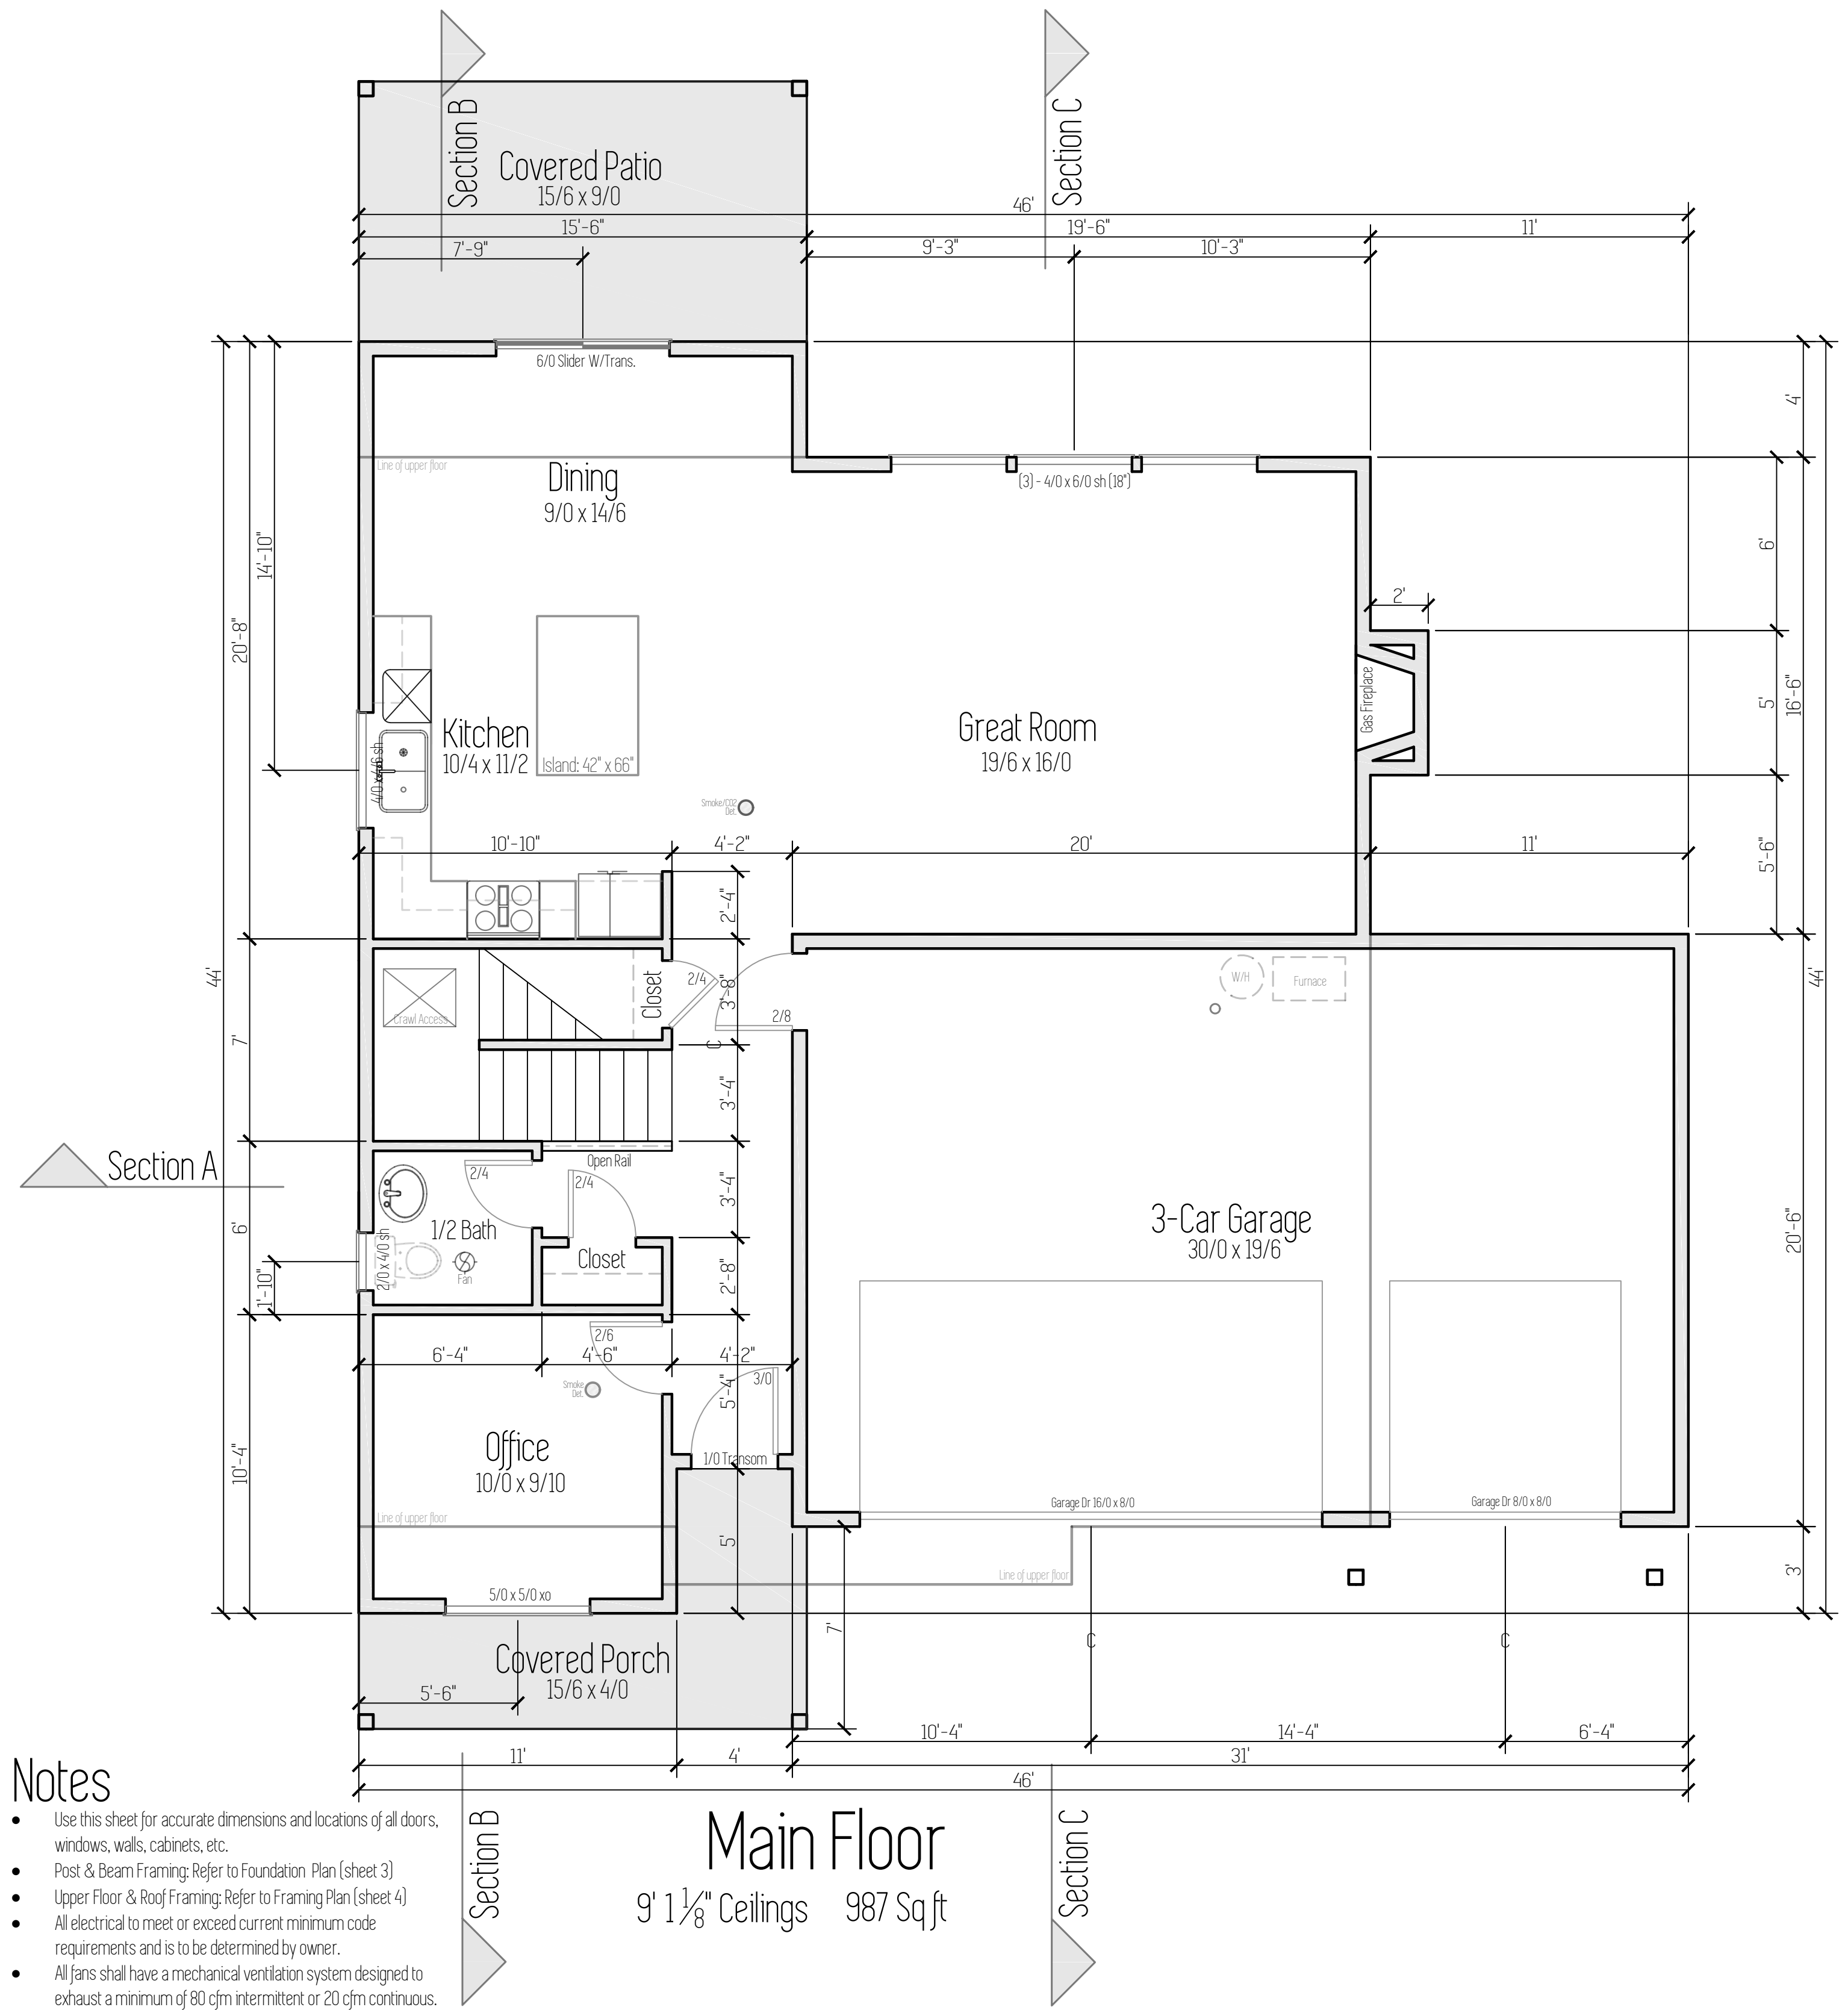 Section B
Section C
Covered Patio
15/6 x 9/0
46'
15'-6"
19'-6"
11'
7'-9"
9'-3"
10'-3"
6/0 Slider W/Trans.
4'
Line of upper floor
Dining
9/0 x 14/6
(3) - 4/0 x 6/0 sh (18")
14'-10"
6'
2'
20'-8"
Gas Fireplace
5'
16'-6"
Kitchen
10/4 x 11/2
Island: 42" x 66"
4/0 x 4/6 sh
Great Room
19/6 x 16/0
Smoke/CO2
Det.
10'-10"
4'-2"
20'
11'
5'-6"
2'-4"
44'
Closet
2/4
3'-8"
2/8
W/H
Furnace
44'
Crawl Access
7'
C
3'-4"
Section A
Open Rail
2/4
2/4
3'-4"
3-Car Garage
30/0 x 19/6
20'-6"
6'
1/2 Bath
2/0 x 4/0 sh
Fan
Closet
1'-10"
2'-8"
2/6
6'-4"
4'-6"
4'-2"
Smoke
Det.
5'-4"
3/0
10'-4"
Office
10/0 x 9/10
1/0 Transom
Garage Dr 16/0 x 8/0
Garage Dr 8/0 x 8/0
Line of upper floor
5'
3'
Line of upper floor
5/0 x 5/0 xo
7'
C
C
Covered Porch
15/6 x 4/0
5'-6"
10'-4"
14'-4"
6'-4"
11'
4'
31'
46'
Notes
• Use this sheet for accurate dimensions and locations of all doors,
windows, walls, cabinets, etc.
• Post & Beam Framing: Refer to Foundation Plan (sheet 3)
• Upper Floor & Roof Framing: Refer to Framing Plan (sheet 4)
• All electrical to meet or exceed current minimum code
requirements and is to be determined by owner.
• All fans shall have a mechanical ventilation system designed to
exhaust a minimum of 80 cfm intermittent or 20 cfm continuous.
Section B
Main Floor
9' 1 1/8" Ceilings 987 Sq ft
Section C